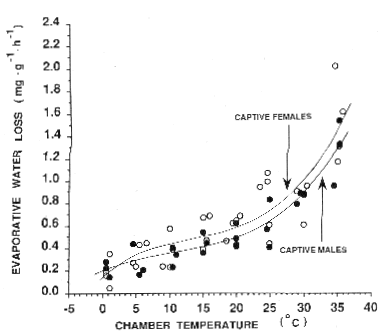 EVAPORATIVE WATER LOSS (mg·g⁻¹·h⁻¹)
2.4
2.2
2.0
1.8
1.6
1.4
1.2
1.0
0.8
0.6
0.4
0.2
0.0
CAPTIVE FEMALES
CAPTIVE MALES
-5 0 5 10 15 20 25 30 35 40
CHAMBER TEMPERATURE (°C)